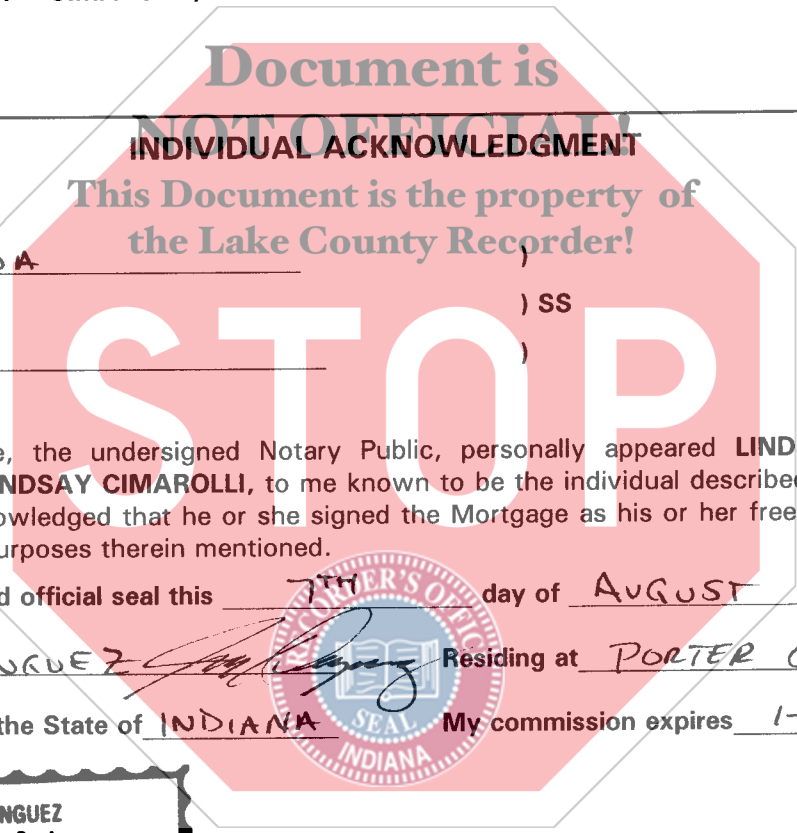 Document is
NOT OFFICIAL!
INDIVIDUAL ACKNOWLEDGMENT
This Document is the property of
the Lake County Recorder!
A )
) SS
STOP
)
, the undersigned Notary Public, personally appeared LIND
NDSAY CIMAROLLI, to me known to be the individual described
owledged that he or she signed the Mortgage as his or her free
urposes therein mentioned.
d official seal this 7TH day of AUGUST
NGUEZ Residing at PORTER
the State of INDIANA My commission expires 1-
RECORDER'S OFFICE
SEAL
INDIANA
NGUEZ